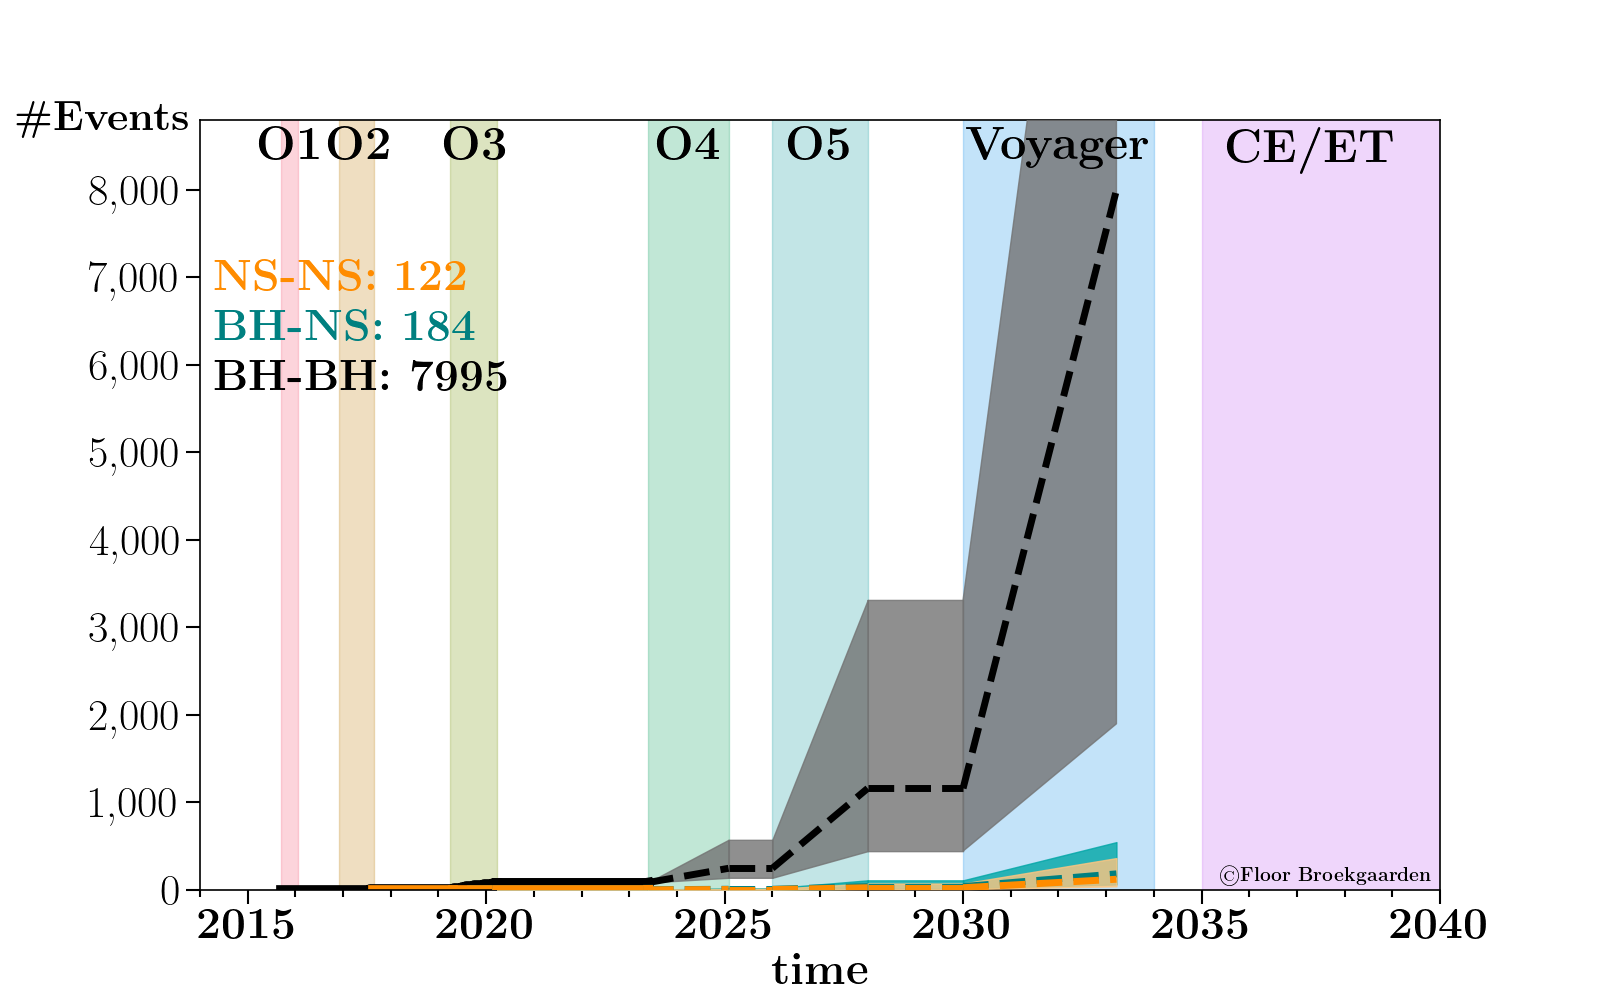 #Events
O1 O2 O3 O4 O5 Voyager CE/ET
8,000
7,000
NS-NS: 122
BH-NS: 184
6,000
BH-BH: 7995
5,000
4,000
3,000
2,000
1,000
©Floor Broekgaarden
0
2015 2020 2025 2030 2035 2040
time